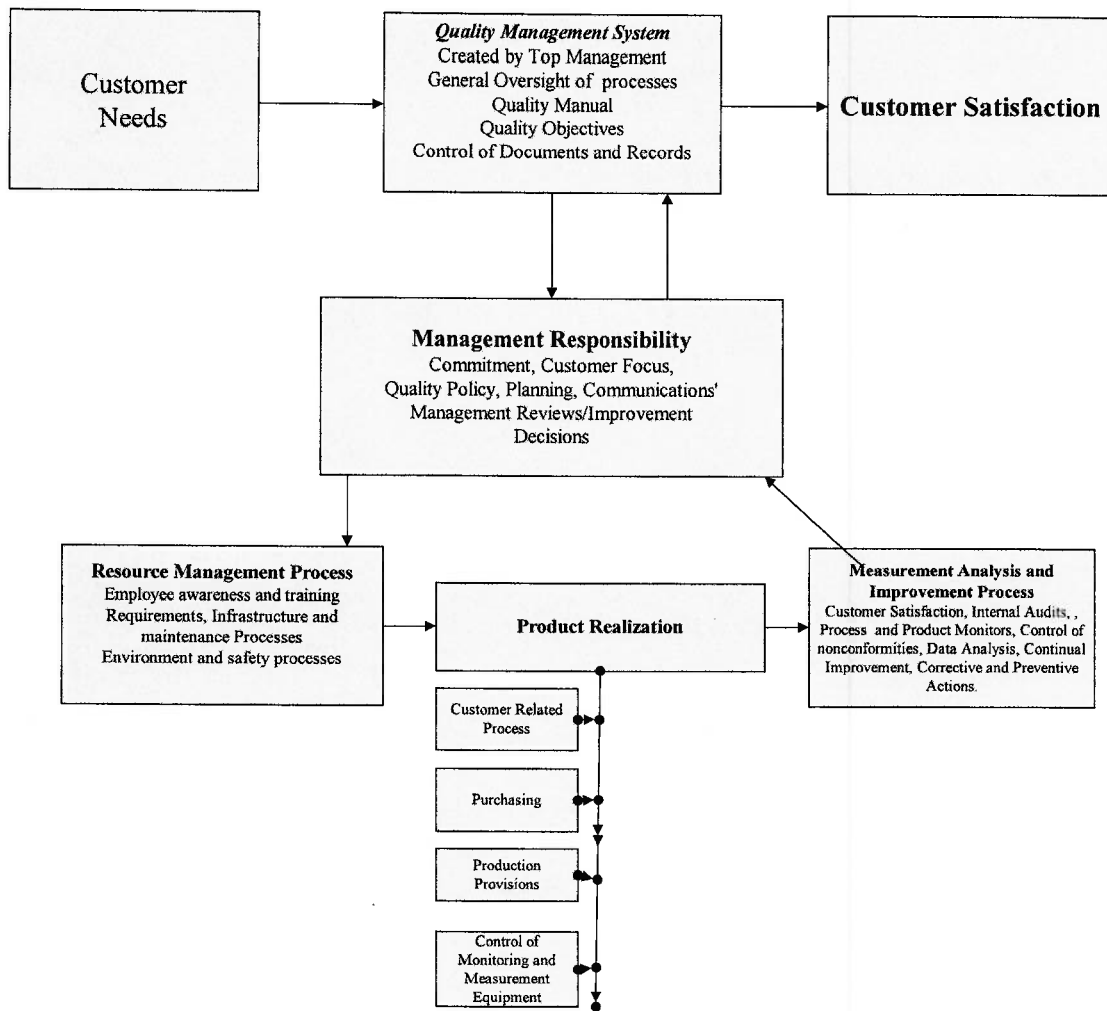 Customer
Needs
Quality Management System
Created by Top Management
General Oversight of processes
Quality Manual
Quality Objectives
Control of Documents and Records
Customer Satisfaction
Management Responsibility
Commitment, Customer Focus,
Quality Policy, Planning, Communications'
Management Reviews/Improvement
Decisions
Resource Management Process
Employee awareness and training
Requirements, Infrastructure and
maintenance Processes
Environment and safety processes
Product Realization
Measurement Analysis and
Improvement Process
Customer Satisfaction, Internal Audits, ,
Process and Product Monitors, Control of
nonconformities, Data Analysis, Continual
Improvement, Corrective and Preventive
Actions.
Customer Related
Process
Purchasing
Production
Provisions
Control of
Monitoring and
Measurement
Equipment